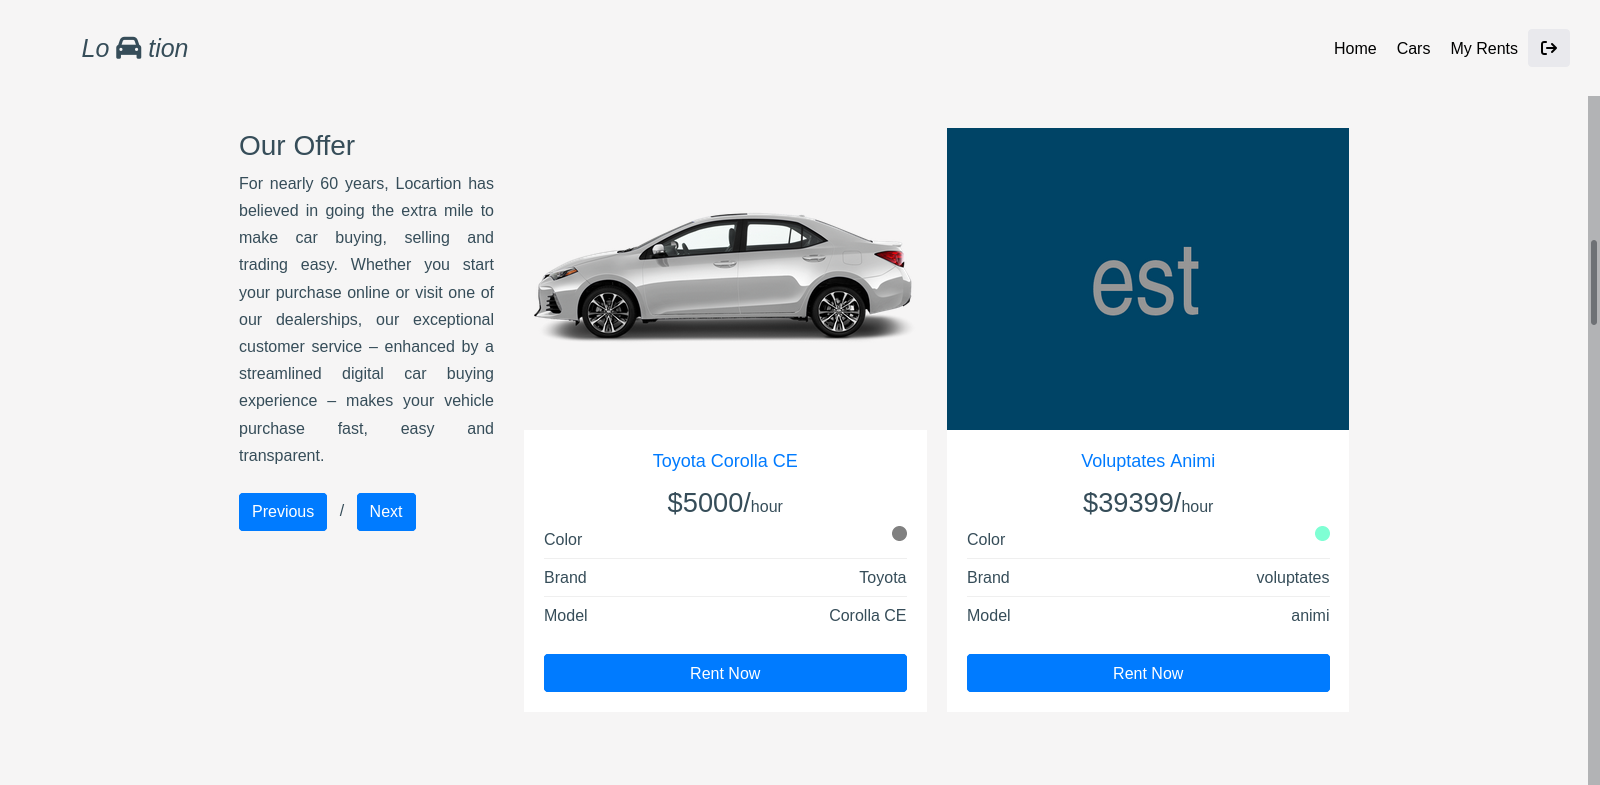 Lo tion
Home Cars My Rents
Our Offer
For nearly 60 years, Locartion has
believed in going the extra mile to
make car buying, selling and
trading easy. Whether you start
your purchase online or visit one of
our dealerships, our exceptional
customer service – enhanced by a
streamlined digital car buying
experience – makes your vehicle
purchase fast, easy and
transparent.
Previous / Next
Toyota Corolla CE
$5000/hour
Color
Brand Toyota
Model Corolla CE
Rent Now
est
Voluptates Animi
$39399/hour
Color
Brand voluptates
Model animi
Rent Now